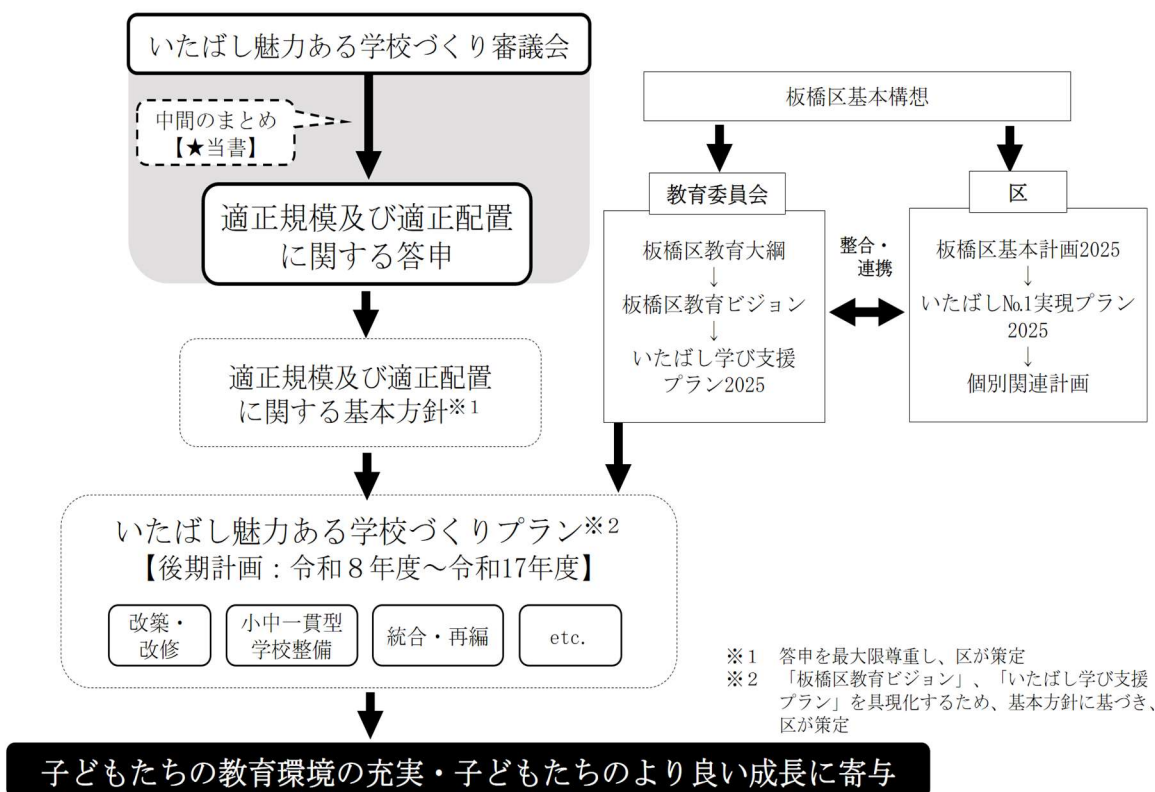 いたばし魅力ある学校づくり審議会
中間のまとめ
【★当書】
適正規模及び適正配置
に関する答申
適正規模及び適正配置
に関する基本方針※1
板橋区基本構想
教育委員会
板橋区教育大綱
↓
板橋区教育ビジョン
↓
いたばし学び支援
プラン2025
整合・
連携
区
板橋区基本計画2025
↓
いたばし№1実現プラン
2025
↓
個別関連計画
いたばし魅力ある学校づくりプラン※2
【後期計画:令和8年度~令和17年度】
改築・
改修
小中一貫型
学校整備
統合・再編
etc.
※1 答申を最大限尊重し、区が策定
※2 「板橋区教育ビジョン」、「いたばし学び支援
プラン」を具現化するため、基本方針に基づき、
区が策定
子どもたちの教育環境の充実・子どもたちのより良い成長に寄与